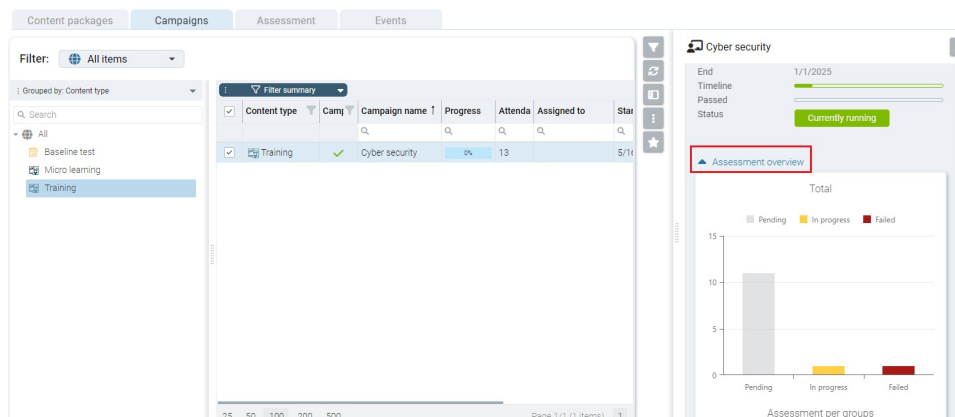 Content packages
Campaigns
Assessment
Events
Filter:
All items
Grouped by: Content type
Search
All
Baseline test
Micro learning
Training
Filter summary
Content type
Camp
Campaign name
Progress
Attenda
Assigned to
Star
Training
Cyber security
0%
13
5/16
25 50 100 200 500
Page 1/1 (1 items) 1
Cyber security
End 1/1/2025
Timeline
Passed
Status Currently running
Assessment overview
Total
Pending In progress Failed
15
10
5
0
Pending In progress Failed
Assessment per groups